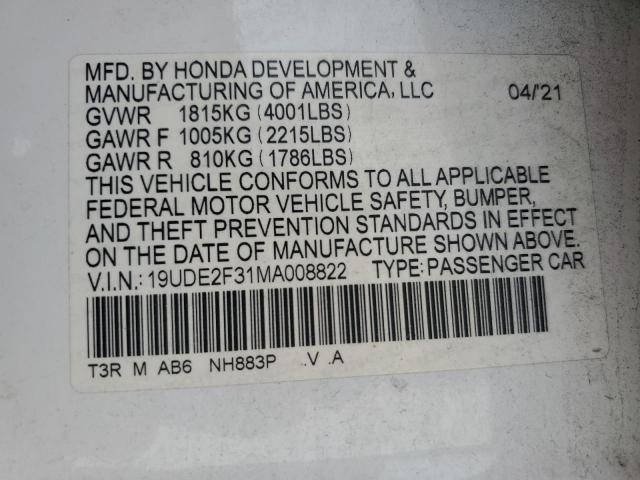 MFD. BY HONDA DEVELOPMENT &
MANUFACTURING OF AMERICA, LLC 04/'21
GVWR 1815KG (4001LBS)
GAWR F 1005KG (2215LBS)
GAWR R 810KG (1786LBS)
THIS VEHICLE CONFORMS TO ALL APPLICABLE
FEDERAL MOTOR VEHICLE SAFETY, BUMPER,
AND THEFT PREVENTION STANDARDS IN EFFECT
ON THE DATE OF MANUFACTURE SHOWN ABOVE.
V.I.N.: 19UDE2F31MA008822 TYPE: PASSENGER CAR
T3R M AB6 NH883P .V .A